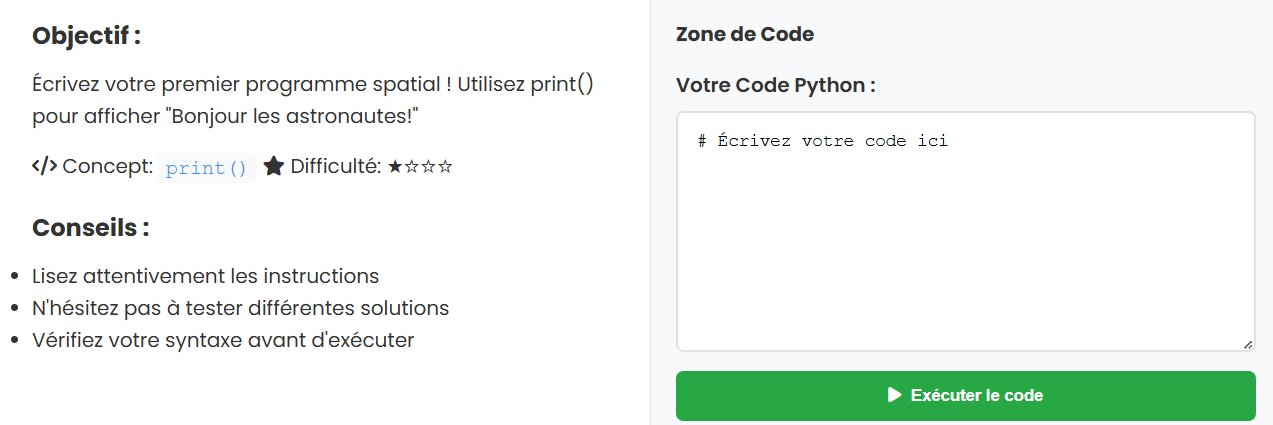 Objectif :
Écrivez votre premier programme spatial ! Utilisez print()
pour afficher "Bonjour les astronautes!"
</> Concept: print() ★ Difficulté: ★☆☆☆
Conseils :
• Lisez attentivement les instructions
• N'hésitez pas à tester différentes solutions
• Vérifiez votre syntaxe avant d'exécuter
Zone de Code
Votre Code Python :
# Écrivez votre code ici
Exécuter le code